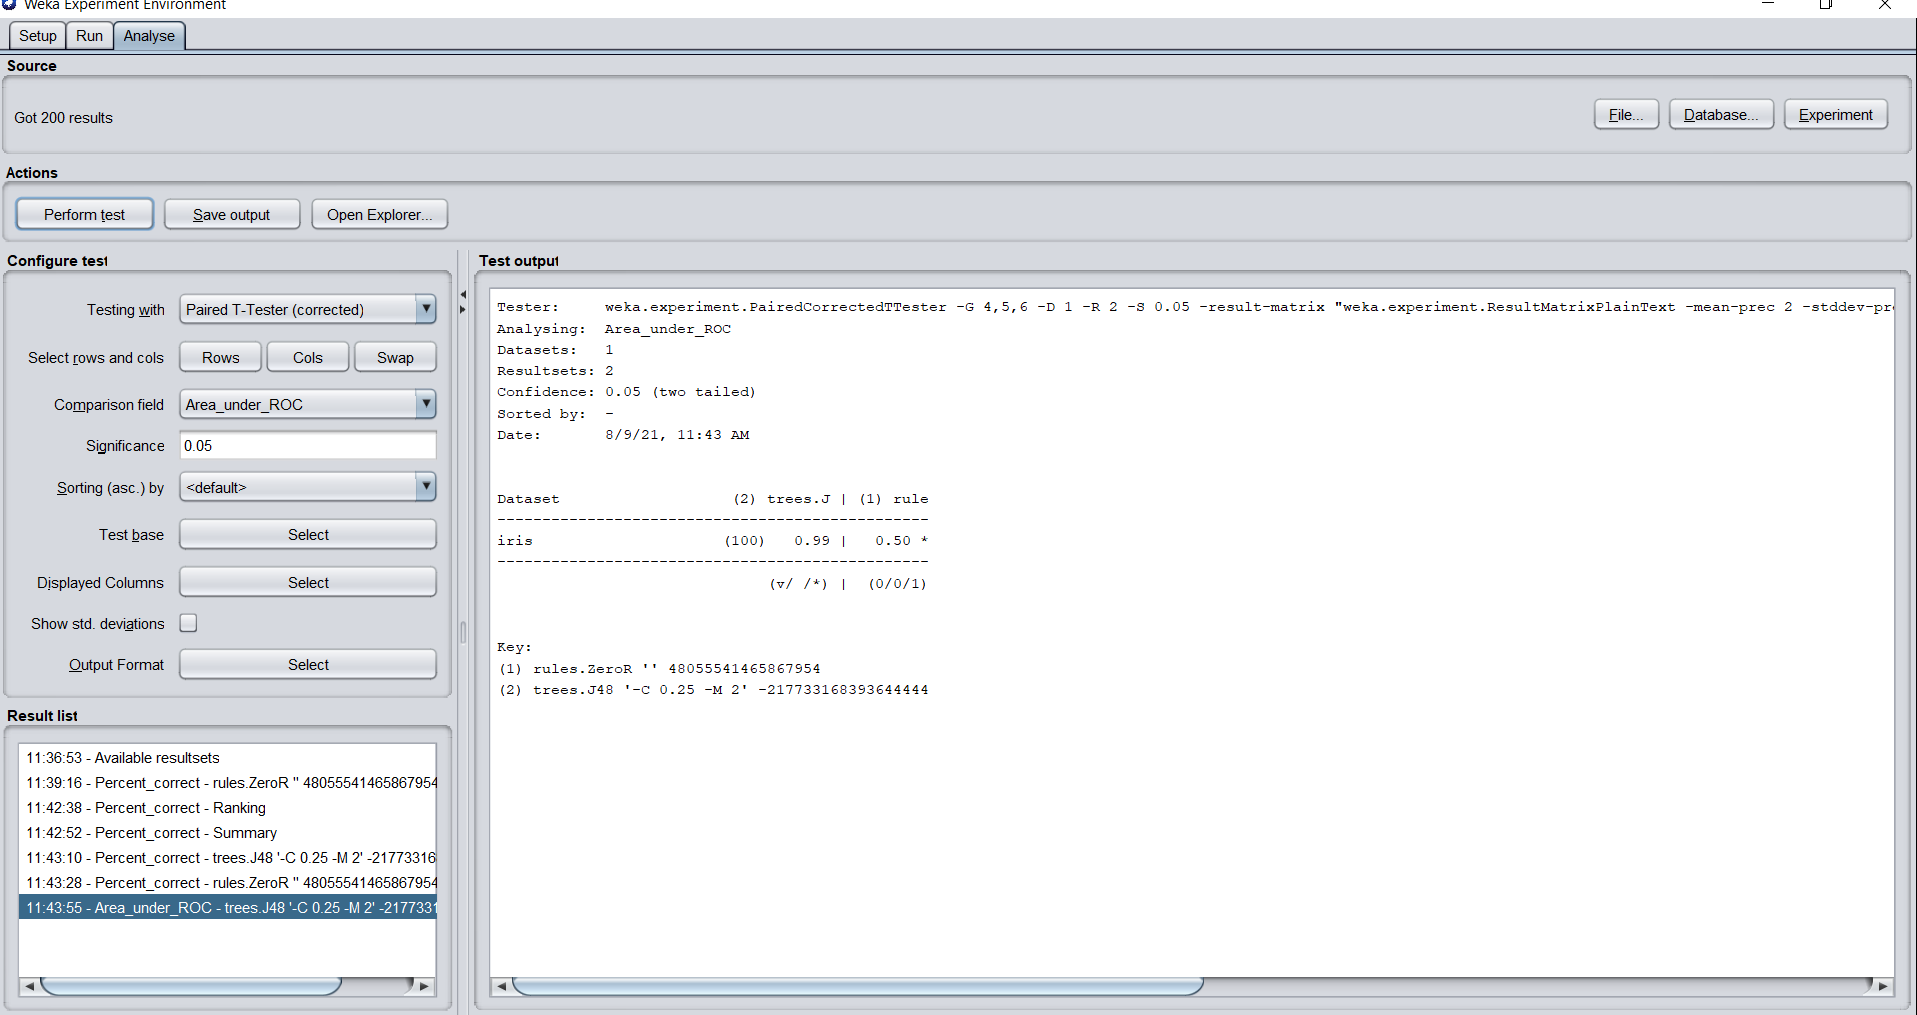 Weka Experiment Environment
Setup Run Analyse
Source
Got 200 results
File... Database... Experiment
Actions
Perform test Save output Open Explorer...
Configure test
Testing with Paired T-Tester (corrected)
Select rows and cols Rows Cols Swap
Comparison field Area_under_ROC
Significance 0.05
Sorting (asc.) by <default>
Test base Select
Displayed Columns Select
Show std. deviations
Output Format Select
Result list
11:36:53 - Available resultsets
11:39:16 - Percent_correct - rules.ZeroR '' 48055541465867954
11:42:38 - Percent_correct - Ranking
11:42:52 - Percent_correct - Summary
11:43:10 - Percent_correct - trees.J48 '-C 0.25 -M 2' -21773316
11:43:28 - Percent_correct - rules.ZeroR '' 48055541465867954
11:43:55 - Area_under_ROC - trees.J48 '-C 0.25 -M 2' -2177331
Test output
Tester: weka.experiment.PairedCorrectedTTester -G 4,5,6 -D 1 -R 2 -S 0.05 -result-matrix "weka.experiment.ResultMatrixPlainText -mean-prec 2 -stddev-pre
Analysing: Area_under_ROC
Datasets: 1
Resultsets: 2
Confidence: 0.05 (two tailed)
Sorted by: -
Date: 8/9/21, 11:43 AM
Dataset (2) trees.J | (1) rule
------------------------------------------------
iris (100) 0.99 | 0.50 *
------------------------------------------------
(v/ /*) | (0/0/1)
Key:
(1) rules.ZeroR '' 48055541465867954
(2) trees.J48 '-C 0.25 -M 2' -217733168393644444